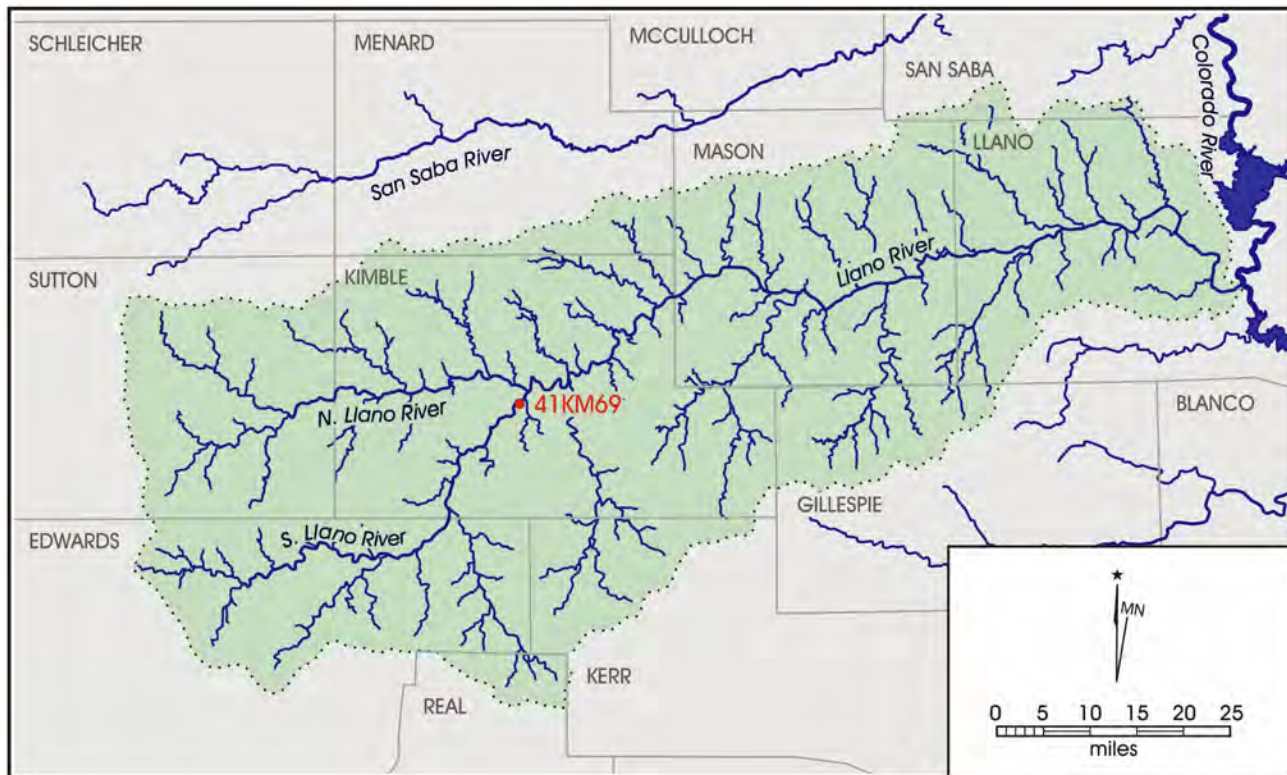 SCHLEICHER
MENARD
MCCULLOCH
SAN SABA
Colorado River
San Saba River
MASON
LLANO
SUTTON
KIMBLE
Llano River
N. Llano River
41KM69
BLANCO
EDWARDS
S. Llano River
GILLESPIE
KERR
REAL
MN
0 5 10 15 20 25
miles